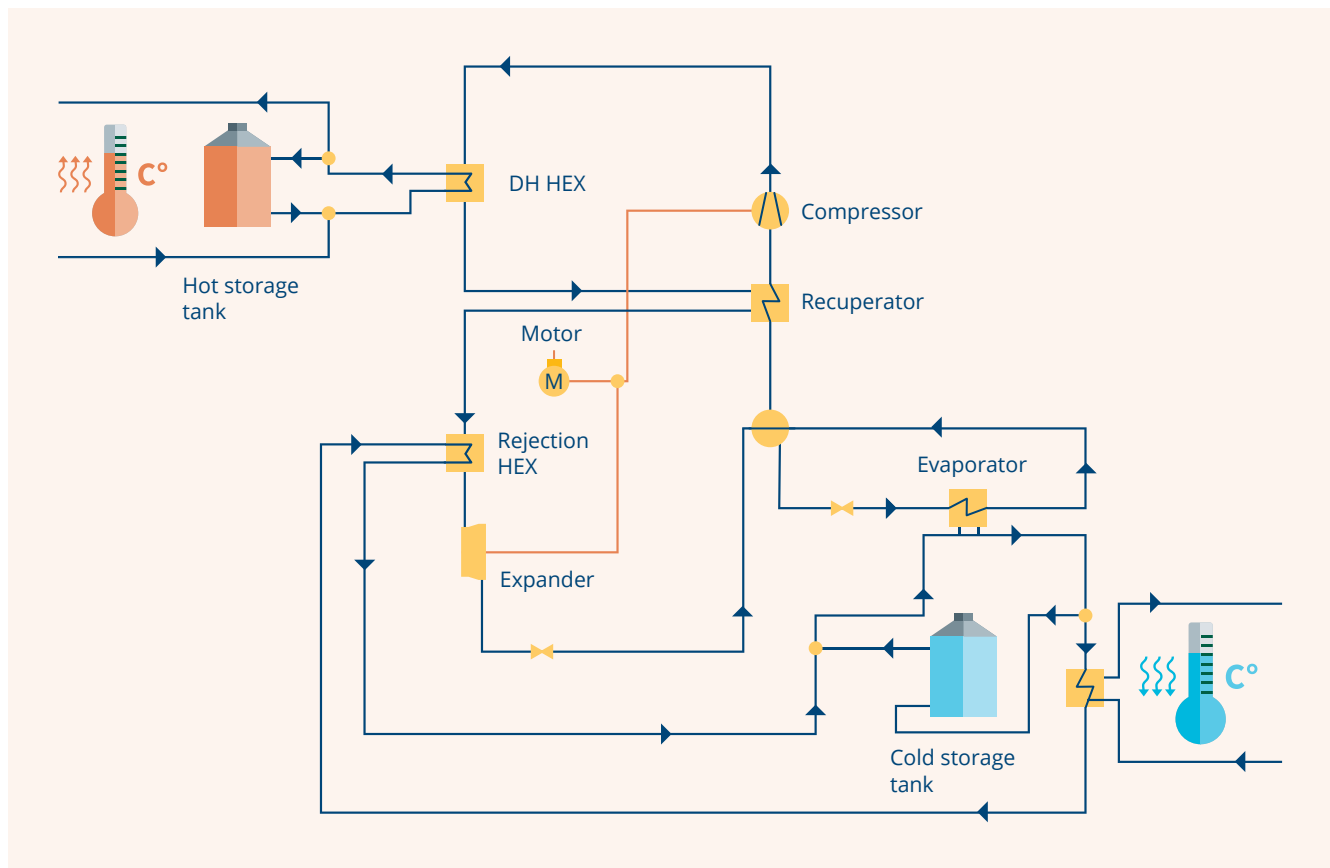 C°
DH HEX
Compressor
Hot storage
tank
Recuperator
Motor
M
Rejection
HEX
Evaporator
Expander
C°
Cold storage
tank